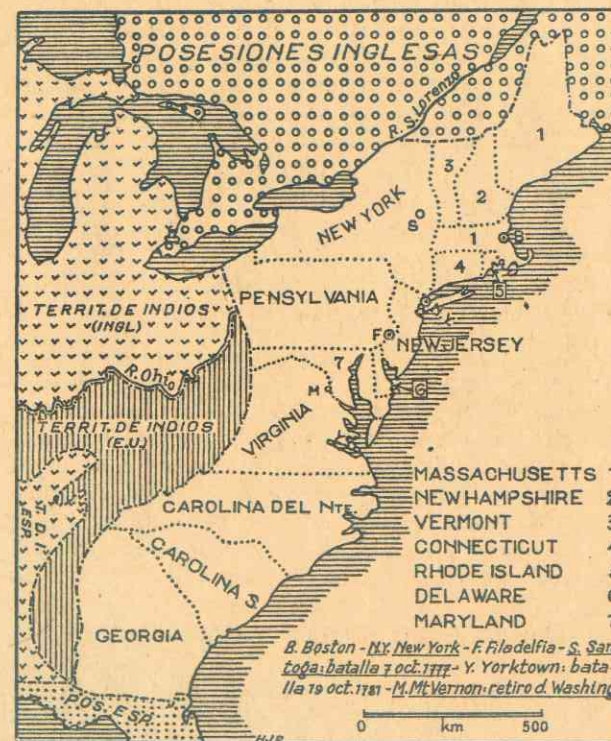 POSESIONES INGLESAS
R. S. Lorenzo
1
3
2
NEW YORK
S
1
B
4
5
PENSYLVANIA
TERRIT. DE INDIOS
(INGL)
F
NEW JERSEY
R. Ohio
7
M
6
TERRIT. DE INDIOS
(E.U.)
VIRGINIA
MASSACHUSETTS
NEW HAMPSHIRE
VERMONT
CONNECTICUT
RHODE ISLAND
DELAWARE
MARYLAND
CAROLINA DEL NTE.
ESP.
CAROLINA S.
GEORGIA
POS. ESP.
B. Boston - N.Y. New York - F. Filadelfia - S. Sara
toga: batalla 7 oct. 1777 - Y. Yorktown: bata-
lla 19 oct. 1781 - M. Mt Vernon: retiro d. Washing
0 km 500